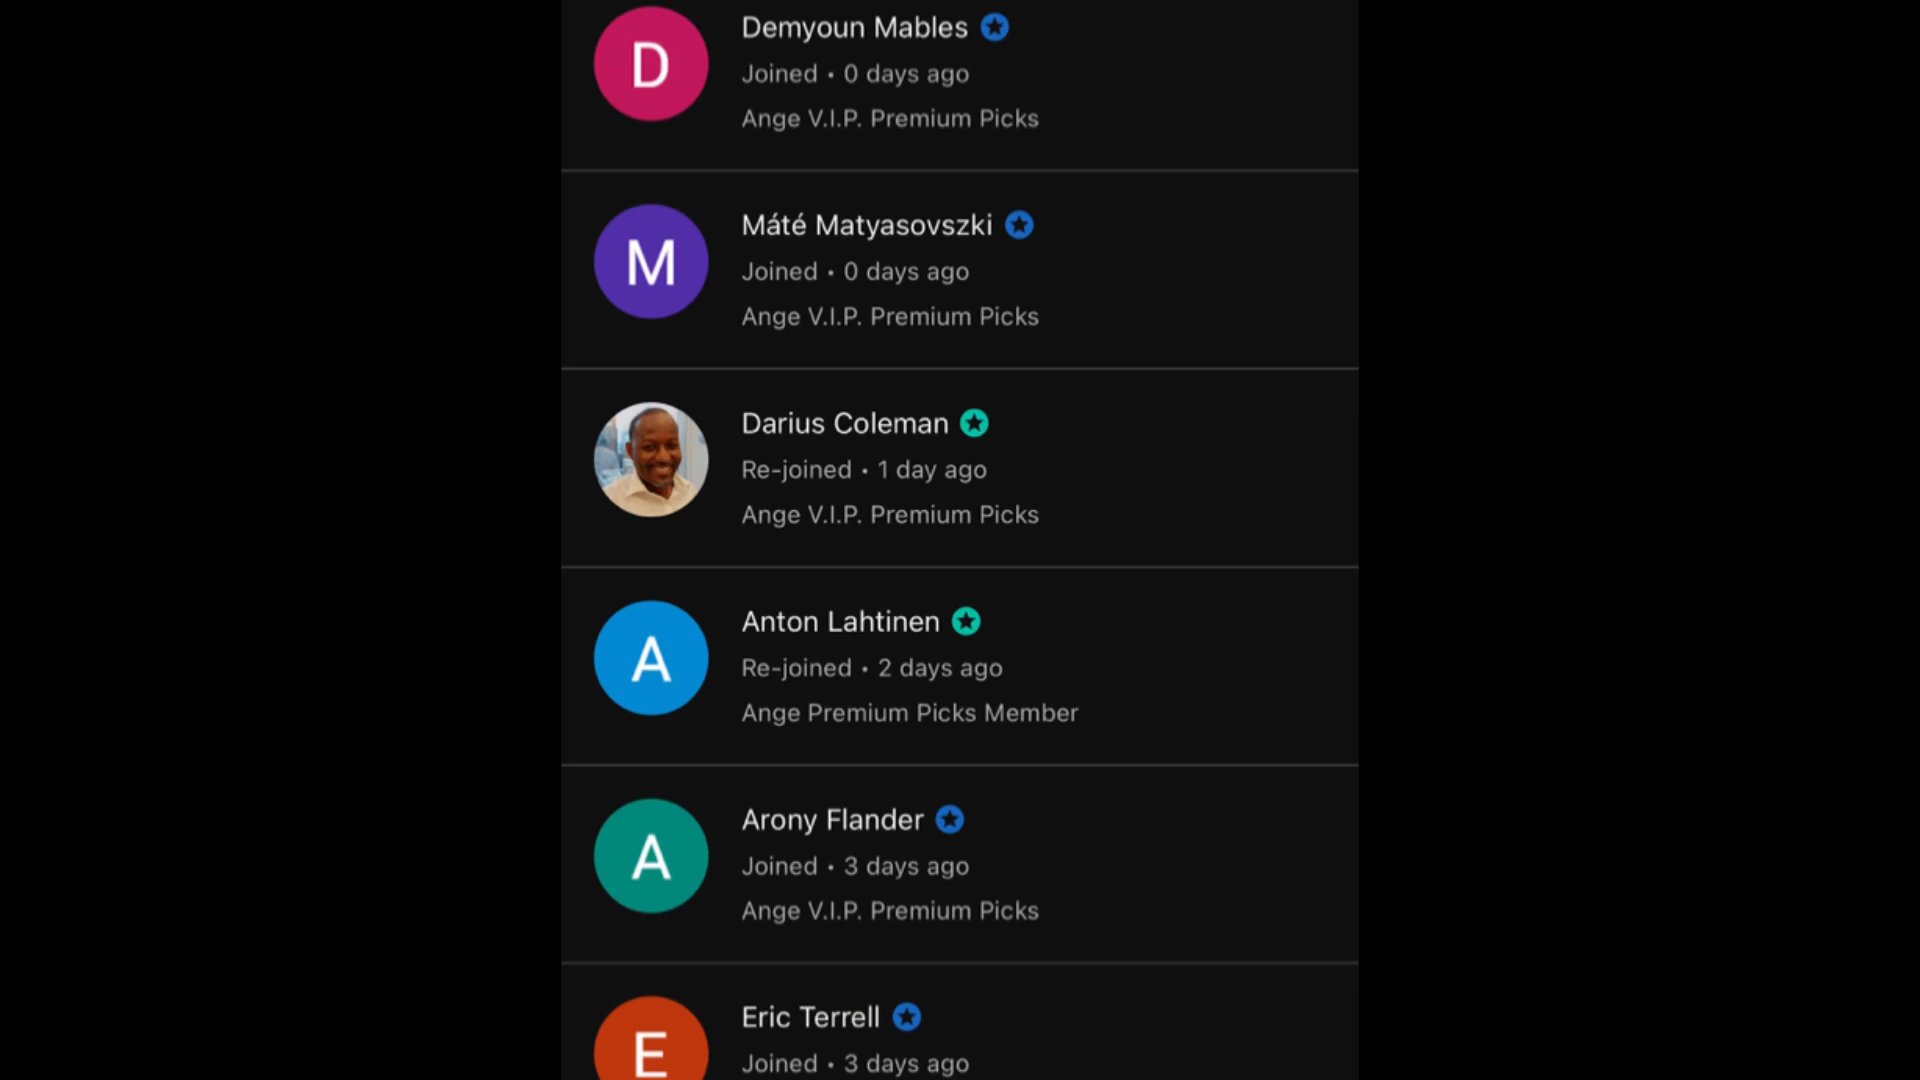 D
Demyoun Mables
Joined • 0 days ago
Ange V.I.P. Premium Picks
M
Máté Matyasovszki
Joined • 0 days ago
Ange V.I.P. Premium Picks
Darius Coleman
Re-joined • 1 day ago
Ange V.I.P. Premium Picks
A
Anton Lahtinen
Re-joined • 2 days ago
Ange Premium Picks Member
A
Arony Flander
Joined • 3 days ago
Ange V.I.P. Premium Picks
E
Eric Terrell
Joined • 3 days ago